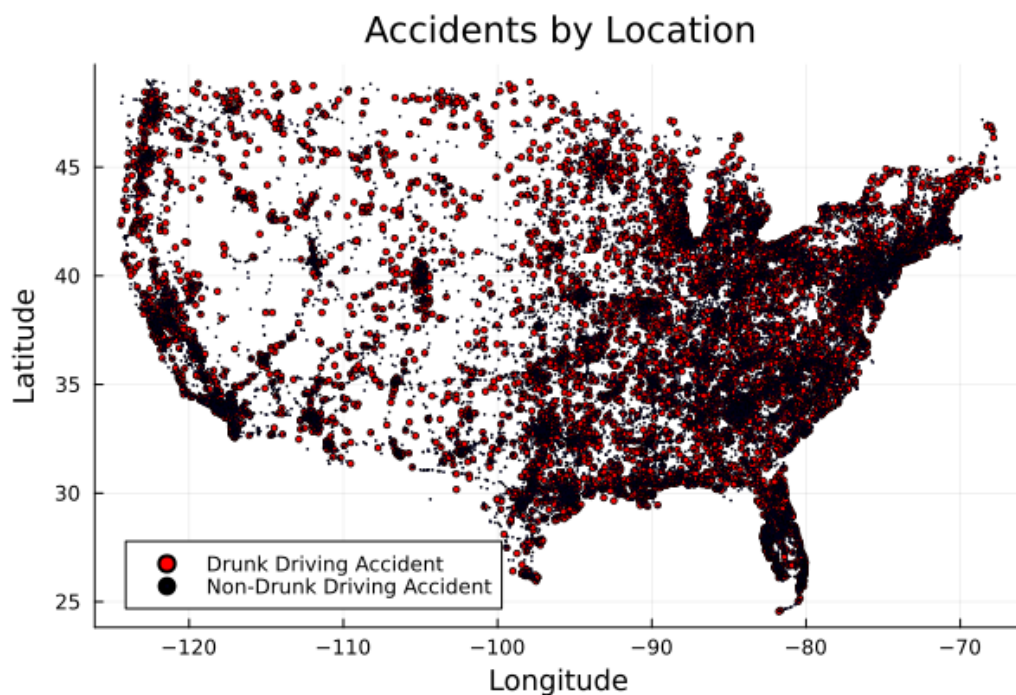 Accidents by Location
45
40
35
30
25
Latitude
Drunk Driving Accident
Non-Drunk Driving Accident
−120
−110
−100
−90
−80
−70
Longitude